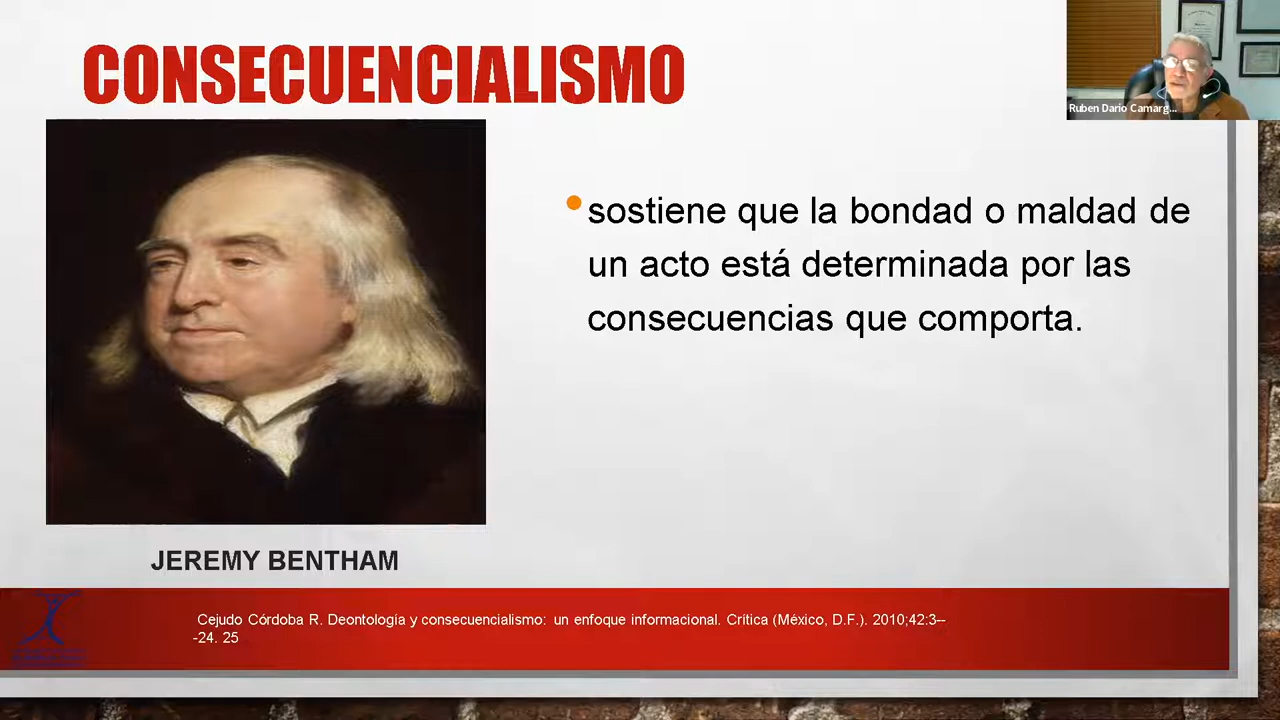 CONSECUENCIALISMO
Ruben Dario Camarg...
•sostiene que la bondad o maldad de
un acto está determinada por las
consecuencias que comporta.
JEREMY BENTHAM
Cejudo Córdoba R. Deontología y consecuencialismo: un enfoque informacional. Crítica (México, D.F.). 2010;42:3--
-24. 25